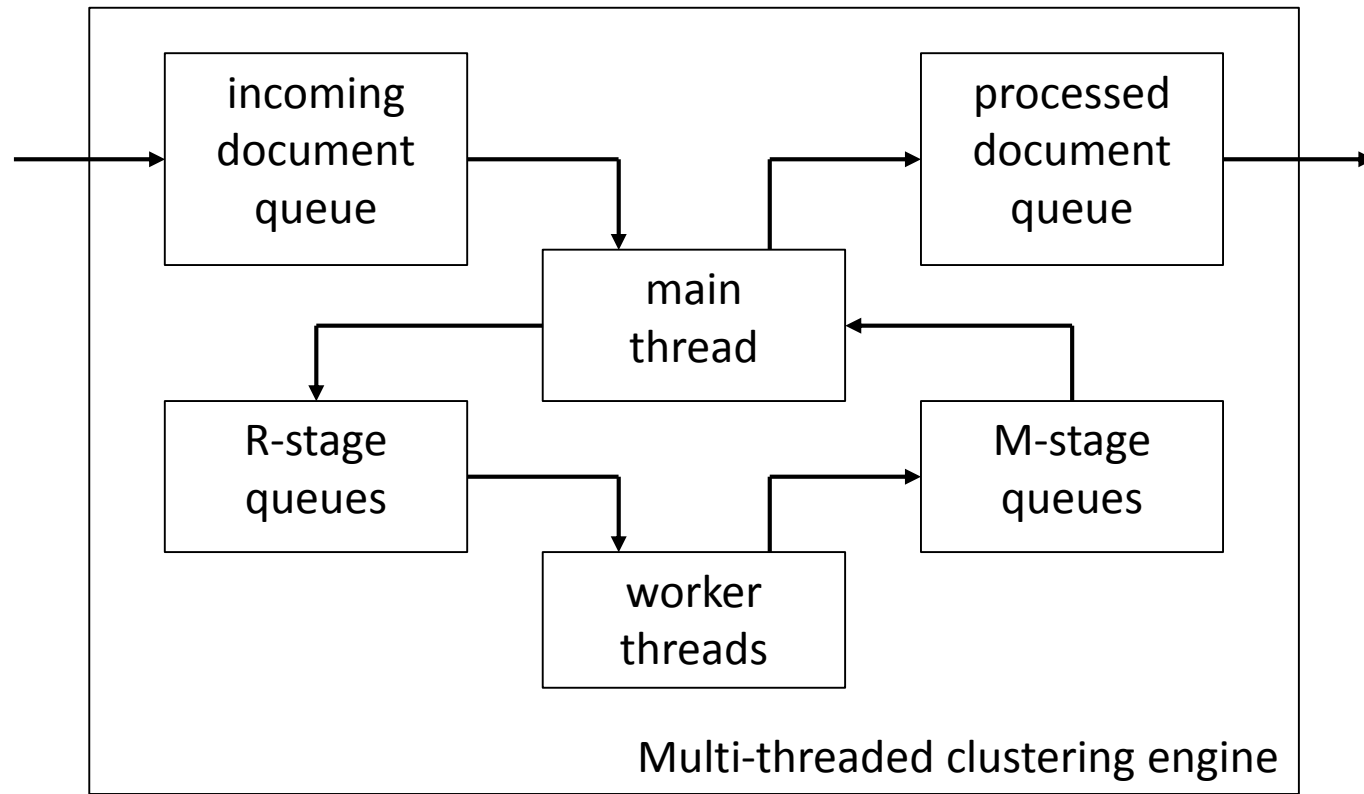 incoming
document
queue
processed
document
queue
main
thread
R-stage
queues
M-stage
queues
worker
threads
Multi-threaded clustering engine